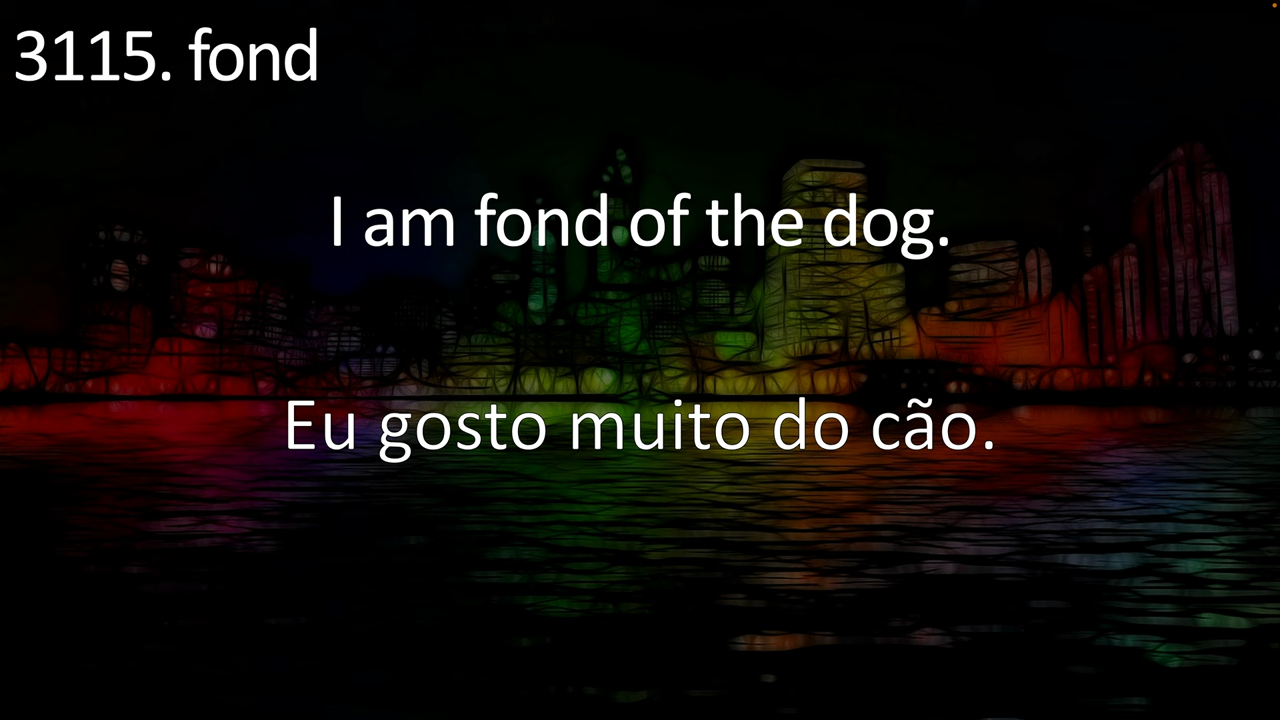 3115. fond
I am fond of the dog.
Eu gosto muito do cão.